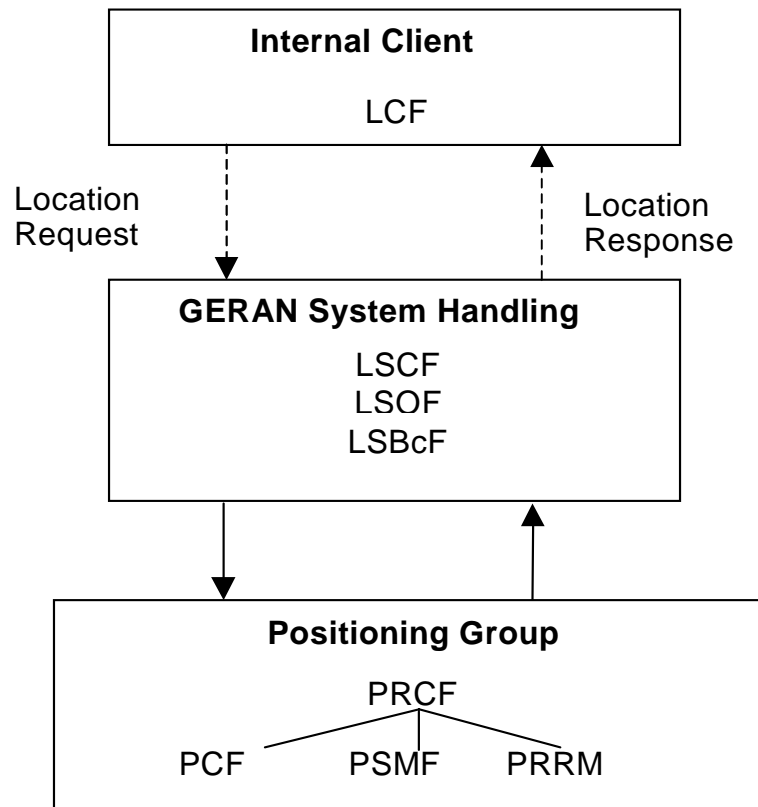 Internal Client
LCF
Location
Request
Location
Response
GERAN System Handling
LSCF
LSOF
LSBcF
Positioning Group
PRCF
PCF PSMF PRRM